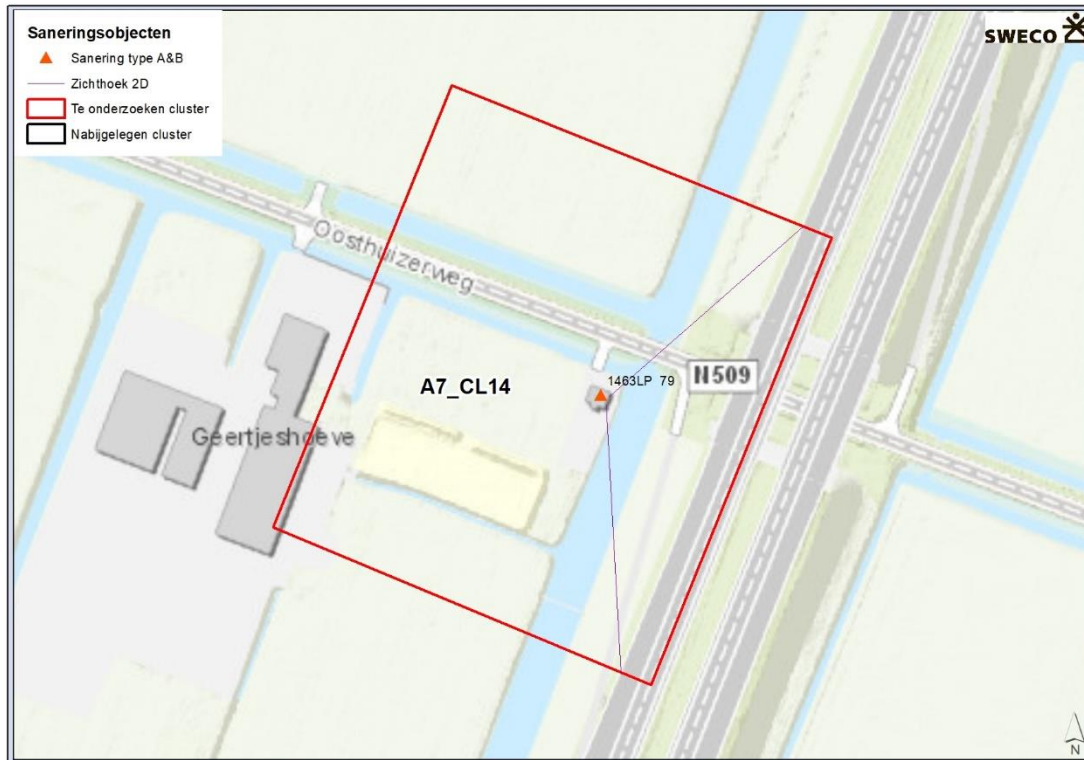 Saneringsobjecten
Sanering type A&B
Zichthoek 2D
Te onderzoeken cluster
Nabijgelegen cluster
SWECO
Oosthuizerweg
N509
1463LP 79
A7_CL14
Geertjeshoeve
N